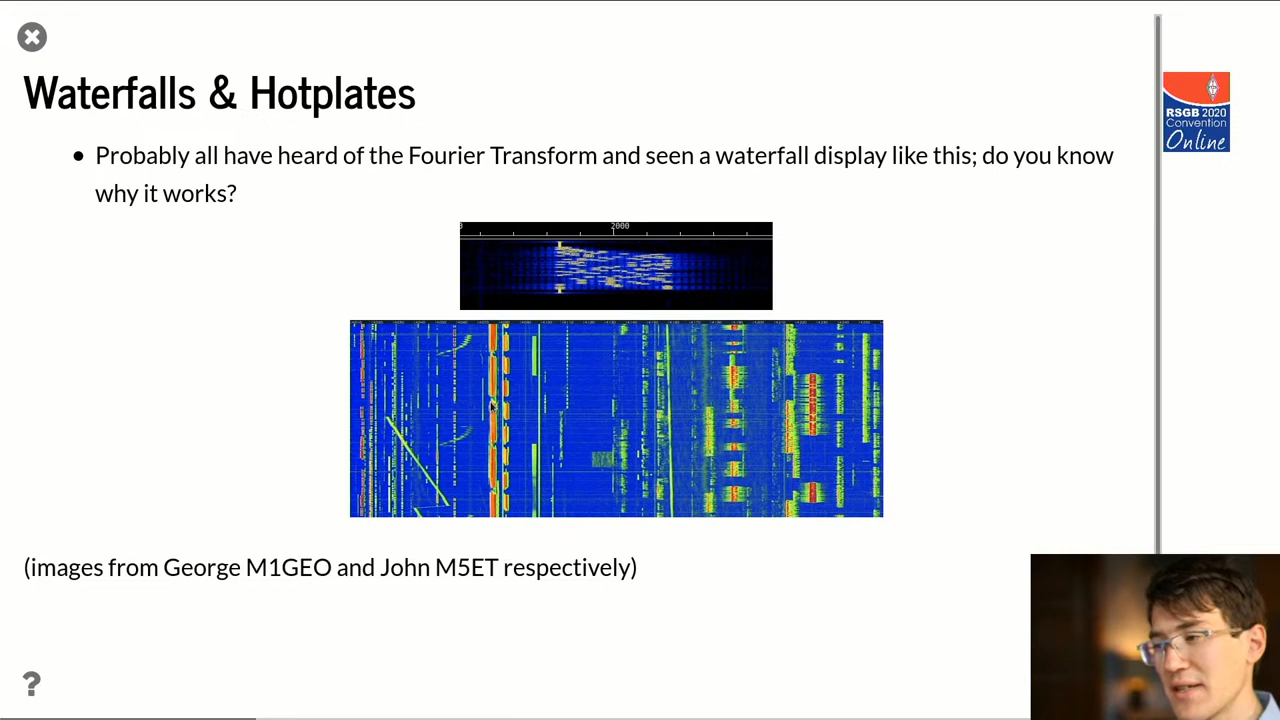 Waterfalls & Hotplates
RSGB 2020
Convention
Online
Probably all have heard of the Fourier Transform and seen a waterfall display like this; do you know
why it works?
2000
(images from George M1GEO and John M5ET respectively)
?